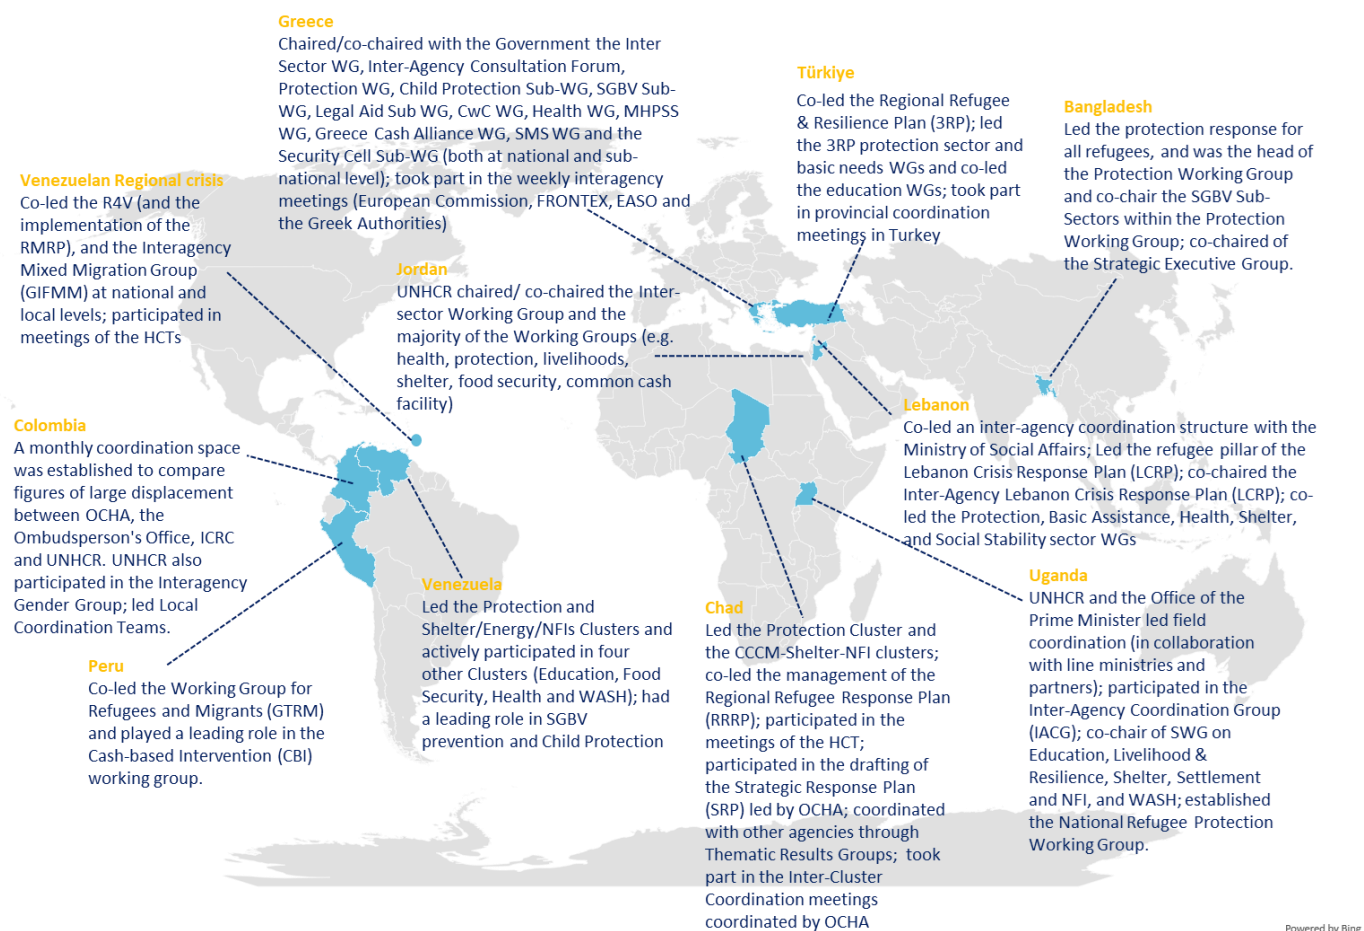 Greece
Chaired/co-chaired with the Government the Inter
Sector WG, Inter-Agency Consultation Forum,
Protection WG, Child Protection Sub-WG, SGBV Sub-
WG, Legal Aid Sub WG, CwC WG, Health WG, MHPSS
WG, Greece Cash Alliance WG, SMS WG and the
Security Cell Sub-WG (both at national and sub-
national level); took part in the weekly interagency
meetings (European Commission, FRONTEX, EASO and
the Greek Authorities)
Türkiye
Co-led the Regional Refugee
& Resilience Plan (3RP); led
the 3RP protection sector and
basic needs WGs and co-led
the education WGs; took part
in provincial coordination
meetings in Turkey
Bangladesh
Led the protection response for
all refugees, and was the head of
the Protection Working Group
and co-chair the SGBV Sub-
Sectors within the Protection
Working Group; co-chaired of
the Strategic Executive Group.
Venezuelan Regional crisis
Co-led the R4V (and the
implementation of the
RMRP), and the Interagency
Mixed Migration Group
(GIFMM) at national and
local levels; participated in
meetings of the HCTs
Jordan
UNHCR chaired/ co-chaired the Inter-
sector Working Group and the
majority of the Working Groups (e.g.
health, protection, livelihoods,
shelter, food security, common cash
facility)
Lebanon
Co-led an inter-agency coordination structure with the
Ministry of Social Affairs; Led the refugee pillar of the
Lebanon Crisis Response Plan (LCRP); co-chaired the
Inter-Agency Lebanon Crisis Response Plan (LCRP); co-
led the Protection, Basic Assistance, Health, Shelter,
and Social Stability sector WGs
Colombia
A monthly coordination space
was established to compare
figures of large displacement
between OCHA, the
Ombudsperson's Office, ICRC
and UNHCR. UNHCR also
participated in the Interagency
Gender Group; led Local
Coordination Teams.
Peru
Co-led the Working Group for
Refugees and Migrants (GTRM)
and played a leading role in the
Cash-based Intervention (CBI)
working group.
Venezuela
Led the Protection and
Shelter/Energy/NFIs Clusters and
actively participated in four
other Clusters (Education, Food
Security, Health and WASH); had
a leading role in SGBV
prevention and Child Protection
Chad
Led the Protection Cluster and
the CCCM-Shelter-NFI clusters;
co-led the management of the
Regional Refugee Response Plan
(RRRP); participated in the
meetings of the HCT;
participated in the drafting of
the Strategic Response Plan
(SRP) led by OCHA; coordinated
with other agencies through
Thematic Results Groups; took
part in the Inter-Cluster
Coordination meetings
coordinated by OCHA
Uganda
UNHCR and the Office of the
Prime Minister led field
coordination (in collaboration
with line ministries and
partners); participated in the
Inter-Agency Coordination Group
(IACG); co-chair of SWG on
Education, Livelihood &
Resilience, Shelter, Settlement
and NFI, and WASH; established
the National Refugee Protection
Working Group.
Powered by Bing